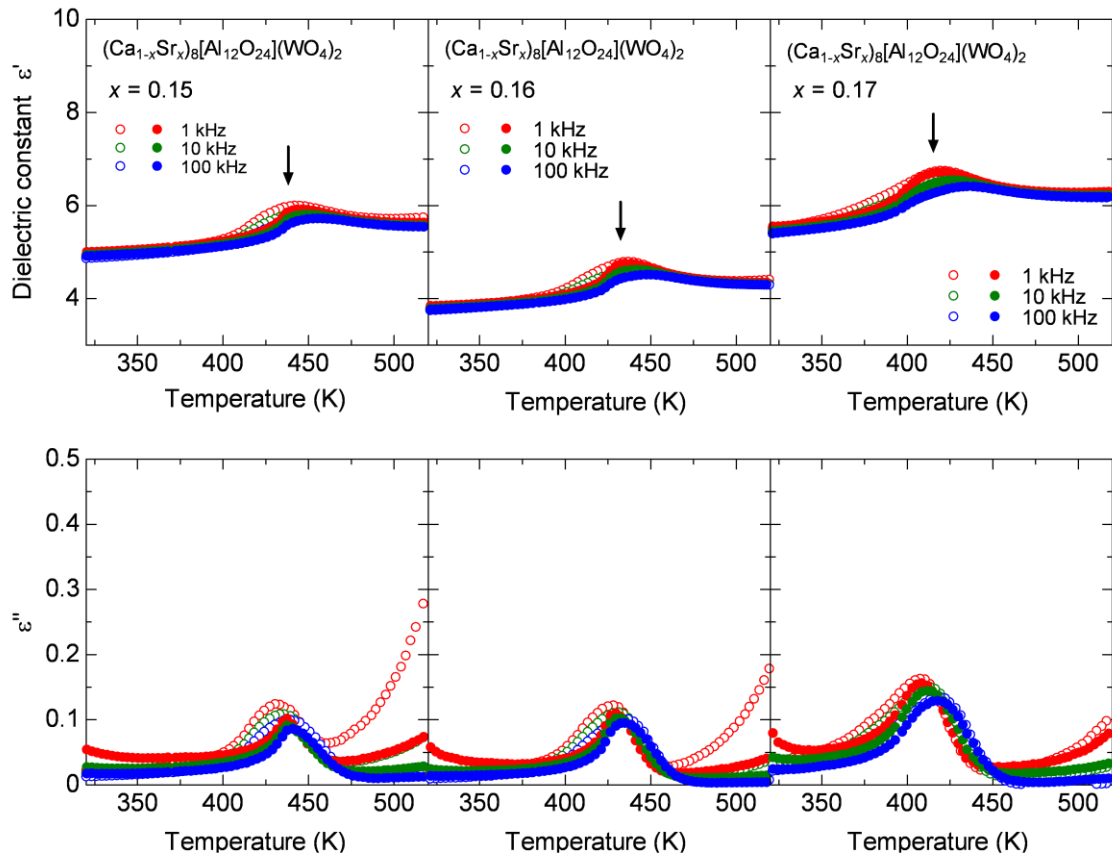 10
8
6
4
Dielectric constant ε'
(Ca1-xSrx)8[Al12O24](WO4)2
x = 0.15
1 kHz
10 kHz
100 kHz
(Ca1-xSrx)8[Al12O24](WO4)2
x = 0.16
1 kHz
10 kHz
100 kHz
(Ca1-xSrx)8[Al12O24](WO4)2
x = 0.17
1 kHz
10 kHz
100 kHz
350 400 450 500 350 400 450 500 350 400 450 500
Temperature (K) Temperature (K) Temperature (K)
0.5
0.4
0.3
0.2
0.1
0
ε"
350 400 450 500 350 400 450 500 350 400 450 500
Temperature (K) Temperature (K) Temperature (K)